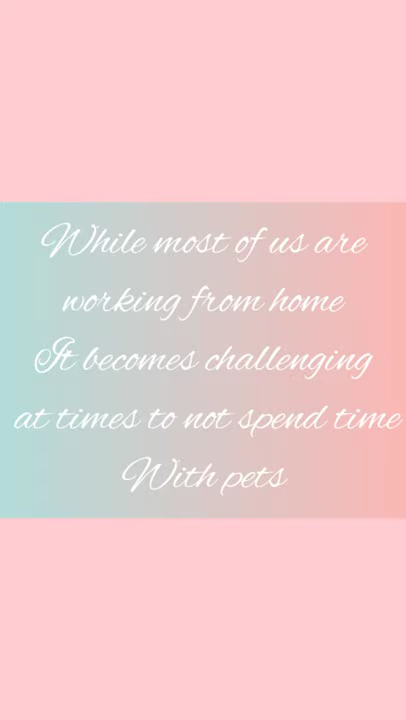 While most of us are
working from home
It becomes challenging
at times to not spend time
With pets